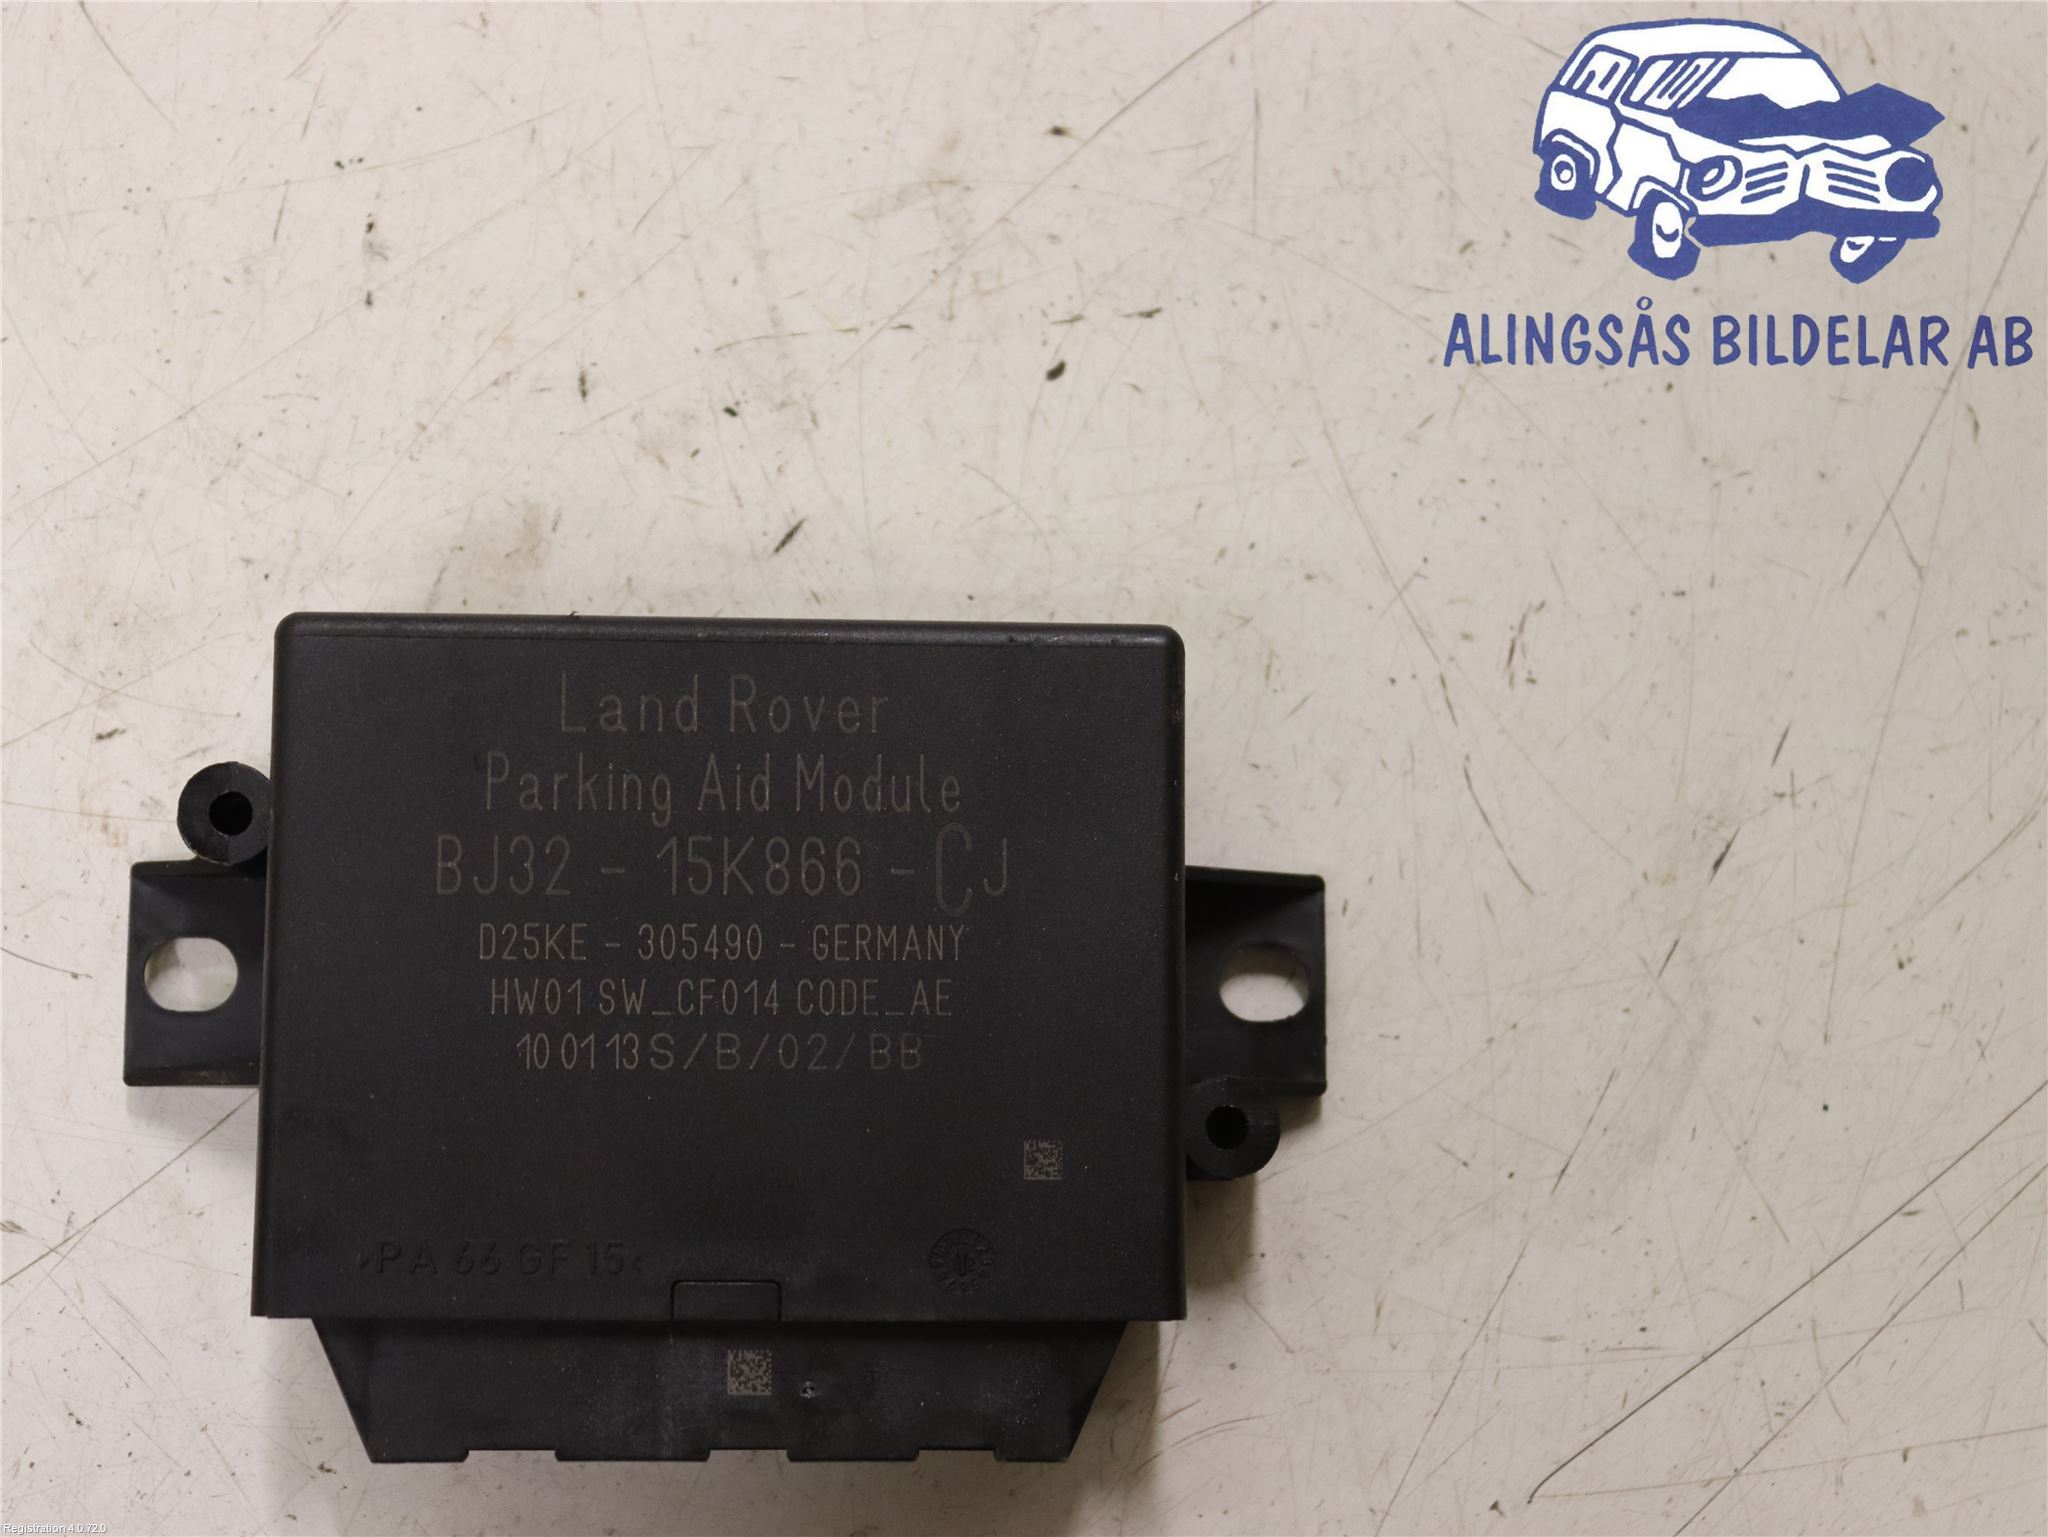 ALINGSÅS BILDELAR AB
Land Rover
Parking Aid Module
BJ32 - 15K866 - CJ
D25KE - 305490 - GERMANY
HW01 SW_CF014 CODE_AE
10 01 13 S / B / 02 / BB
>PA 66 GF 15<
Registration 4.0.72.0